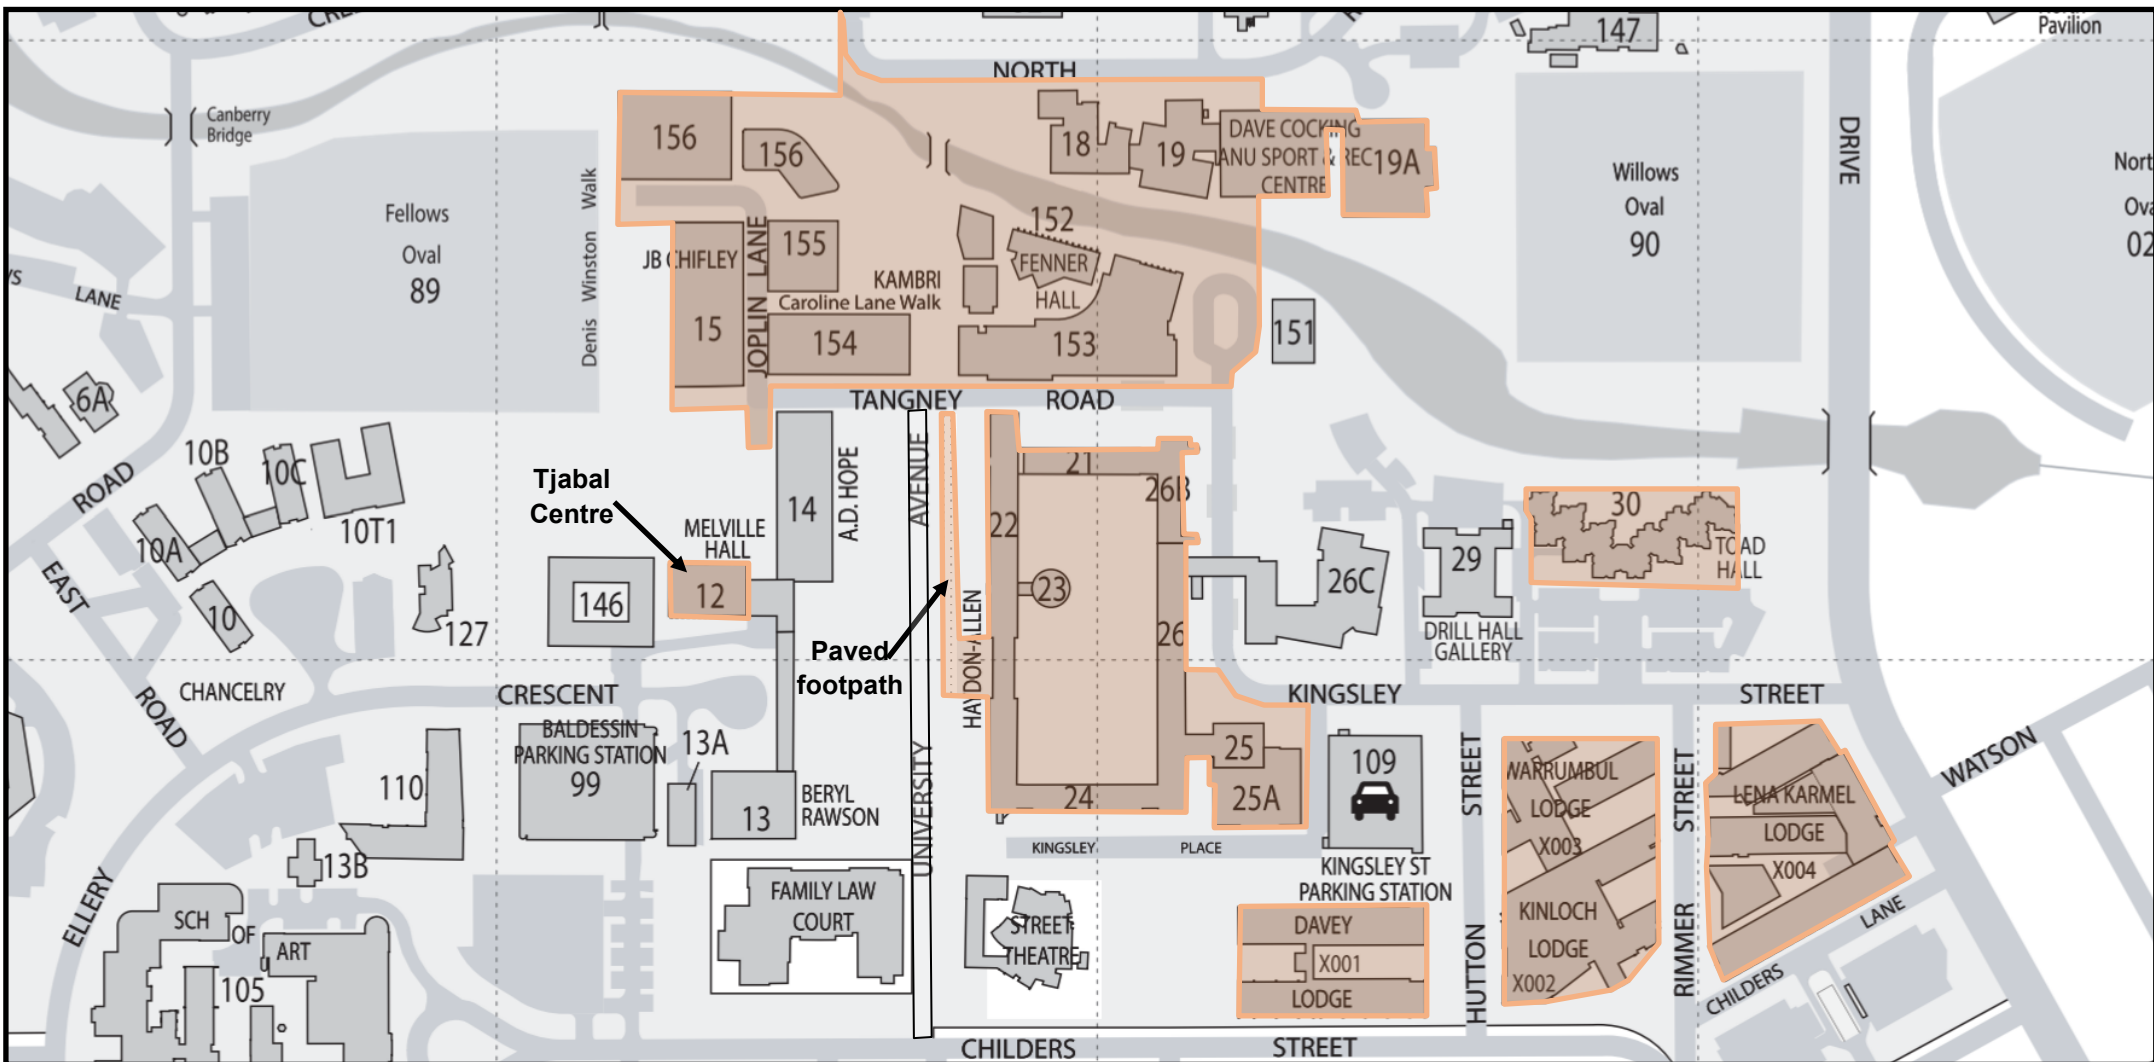 North
Pavilion
147
NORTH
Canberry
Bridge
156
156
18
19
DAVE COCKING
ANU SPORT & REC
CENTRE
19A
DRIVE
Fellows
Oval
89
Denis Winston Walk
Willows
Oval
90
152
FENNER
HALL
JB CHIFLEY
15
JOPLIN LANE
155
KAMBRI
Caroline Lane Walk
154
153
151
LANE
6A
TANGNEY ROAD
10B
10C
10T1
10A
10
127
ROAD
EAST
ROAD
Tjabal
Centre
MELVILLE
HALL
12
146
14
A.D. HOPE
UNIVERSITY AVENUE
Paved
footpath
HAYDON-ALLEN
21
22
23
24
26B
26
26C
25
25A
29
DRILL HALL
GALLERY
30
TOAD
HALL
CHANCELRY
CRESCENT
KINGSLEY STREET
BALDESSIN
PARKING STATION
99
13A
13
BERYL
RAWSON
110
13B
ELLERY
109
KINGSLEY ST
PARKING STATION
KINGSLEY PLACE
HUTTON STREET
RIMMER STREET
WARRUMBUL
LODGE
X003
KINLOCH
LODGE
X002
LENA KARMEL
LODGE
X004
WATSON
CHILDERS LANE
SCH
OF
ART
105
FAMILY LAW
COURT
STREET
THEATRE
DAVEY
X001
LODGE
CHILDERS STREET